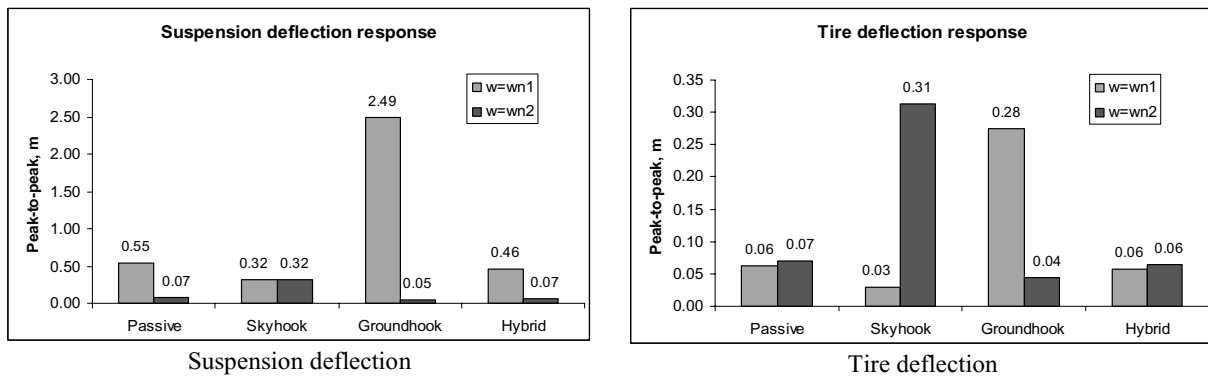 Suspension deflection response
Peak-to-peak, m
3.00
2.50
2.00
1.50
1.00
0.50
0.00
w=wn1
w=wn2
0.55
0.07
0.32
0.32
2.49
0.05
0.46
0.07
Passive
Skyhook
Groundhook
Hybrid
Suspension deflection
Tire deflection response
Peak-to-peak, m
0.35
0.30
0.25
0.20
0.15
0.10
0.05
0.00
w=wn1
w=wn2
0.06
0.07
0.03
0.31
0.28
0.04
0.06
0.06
Passive
Skyhook
Groundhook
Hybrid
Tire deflection